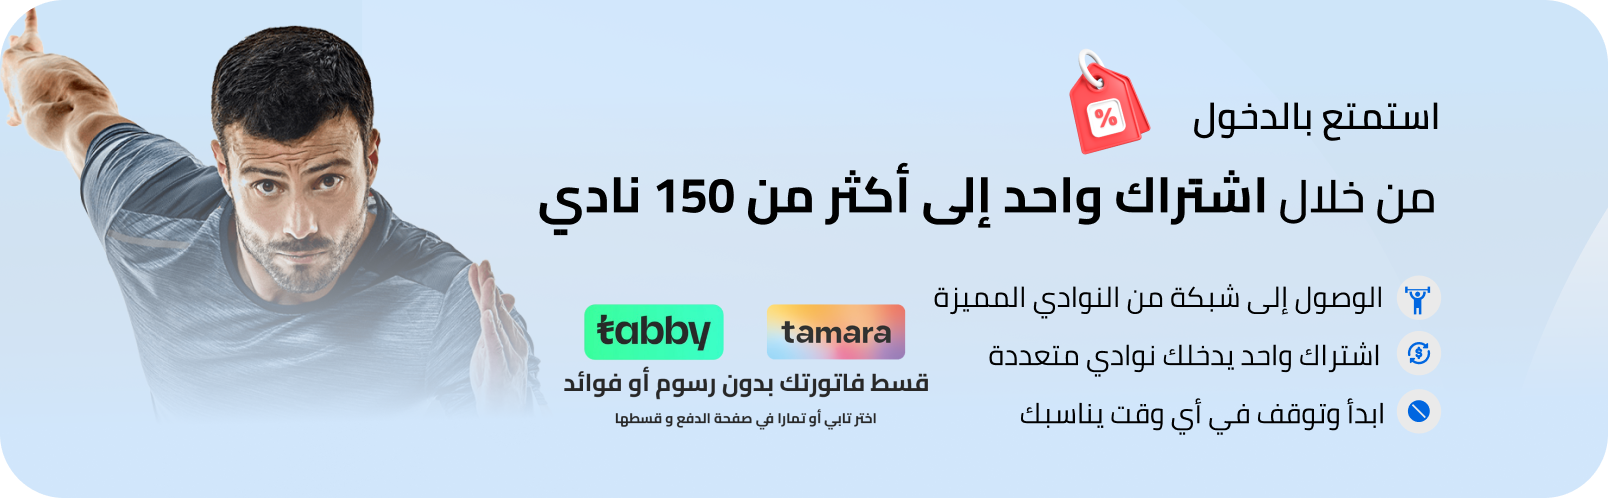 استمتع بالدخول
من خلال اشتراك واحد إلى أكثر من 150 نادي
الوصول إلى شبكة من النوادي المميزة
اشتراك واحد يدخلك نوادي متعددة
ابدأ وتوقف في أي وقت يناسبك
tabby tamara
قسط فاتورتك بدون رسوم أو فوائد
اختر تابي أو تمارا في صفحة الدفع و قسطها
%
$